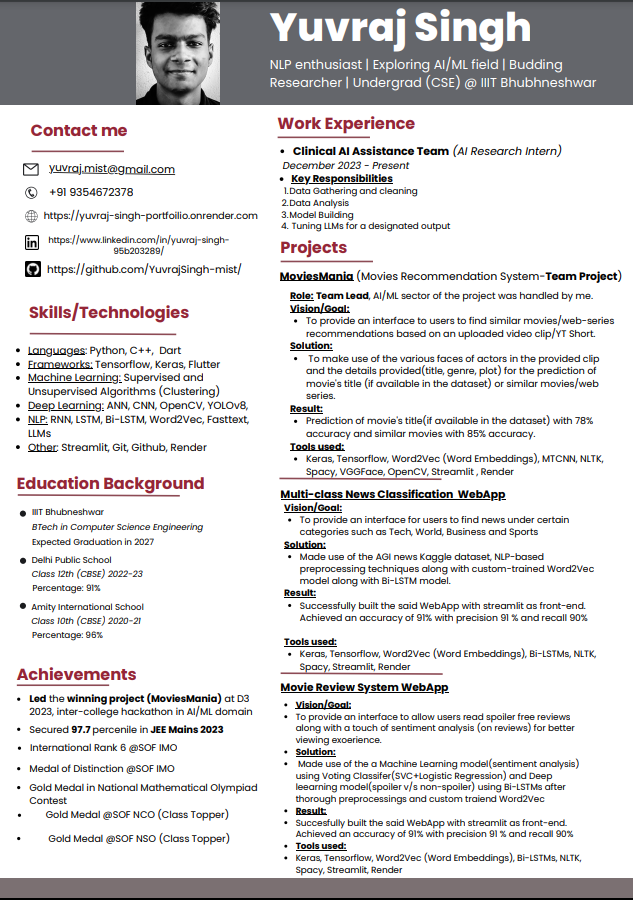 Yuvraj Singh
NLP enthusiast | Exploring AI/ML field | Budding
Researcher | Undergrad (CSE) @ IIIT Bhubhneshwar
Contact me
yuvraj.mist@gmail.com
+91 9354672378
https://yuvraj-singh-portfoilio.onrender.com
https://www.linkedin.com/in/yuvraj-singh-
95b203289/
https://github.com/YuvrajSingh-mist/
Skills/Technologies
• Languages: Python, C++, Dart
• Frameworks: Tensorflow, Keras, Flutter
• Machine Learning: Supervised and
Unsupervised Algorithms (Clustering)
• Deep Learning: ANN, CNN, OpenCV, YOLOv8,
• NLP: RNN, LSTM, Bi-LSTM, Word2Vec, Fasttext,
LLMs
• Other: Streamlit, Git, Github, Render
Education Background
• IIIT Bhubneshwar
BTech in Computer Science Engineering
Expected Graduation in 2027
• Delhi Public School
Class 12th (CBSE) 2022-23
Percentage: 91%
• Amity International School
Class 10th (CBSE) 2020-21
Percentage: 96%
Achievements
• Led the winning project (MoviesMania) at D3
2023, inter-college hackathon in AI/ML domain
• Secured 97.7 percenile in JEE Mains 2023
• International Rank 6 @SOF IMO
• Medal of Distinction @SOF IMO
• Gold Medal in National Mathematical Olympiad
Contest
• Gold Medal @SOF NCO (Class Topper)
• Gold Medal @SOF NSO (Class Topper)
Work Experience
• Clinical AI Assistance Team (AI Research Intern)
December 2023 - Present
• Key Responsibilities
1.Data Gathering and cleaning
2.Data Analysis
3.Model Building
4. Tuning LLMs for a designated output
Projects
MoviesMania (Movies Recommendation System-Team Project)
Role: Team Lead, AI/ML sector of the project was handled by me.
Vision/Goal:
• To provide an interface to users to find similar movies/web-series
recommendations based on an uploaded video clip/YT Short.
Solution:
• To make use of the various faces of actors in the provided clip
and the details provided(title, genre, plot) for the prediction of
movie's title (if available in the dataset) or similar movies/web
series.
Result:
• Prediction of movie's title(if available in the dataset) with 78%
accuracy and similar movies with 85% accuracy.
Tools used:
• Keras, Tensorflow, Word2Vec (Word Embeddings), MTCNN, NLTK,
Spacy, VGGFace, OpenCV, Streamlit , Render
Multi-class News Classification WebApp
Vision/Goal:
• To provide an interface for users to find news under certain
categories such as Tech, World, Business and Sports
Solution:
• Made use of the AGI news Kaggle dataset, NLP-based
preprocessing techniques along with custom-trained Word2Vec
model along with Bi-LSTM model.
Result:
• Successfully built the said WebApp with streamlit as front-end.
Achieved an accuracy of 91% with precision 91 % and recall 90%
Tools used:
• Keras, Tensorflow, Word2Vec (Word Embeddings), Bi-LSTMs, NLTK,
Spacy, Streamlit, Render
Movie Review System WebApp
• Vision/Goal:
• To provide an interface to allow users read spoiler free reviews
along with a touch of sentiment analysis (on reviews) for better
viewing exoerience.
• Solution:
• Made use of the a Machine Learning model(sentiment analysis)
using Voting Classifer(SVC+Logistic Regression) and Deep
leearning model(spoiler v/s non-spoiler) using Bi-LSTMs after
thorough preprocessings and custom traiend Word2Vec
• Result:
• Succesfully built the said WebApp with streamlit as front-end.
Achieved an accuracy of 91% with precision 91 % and recall 90%
• Tools used:
• Keras, Tensorflow, Word2Vec (Word Embeddings), Bi-LSTMs, NLTK,
Spacy, Streamlit, Render